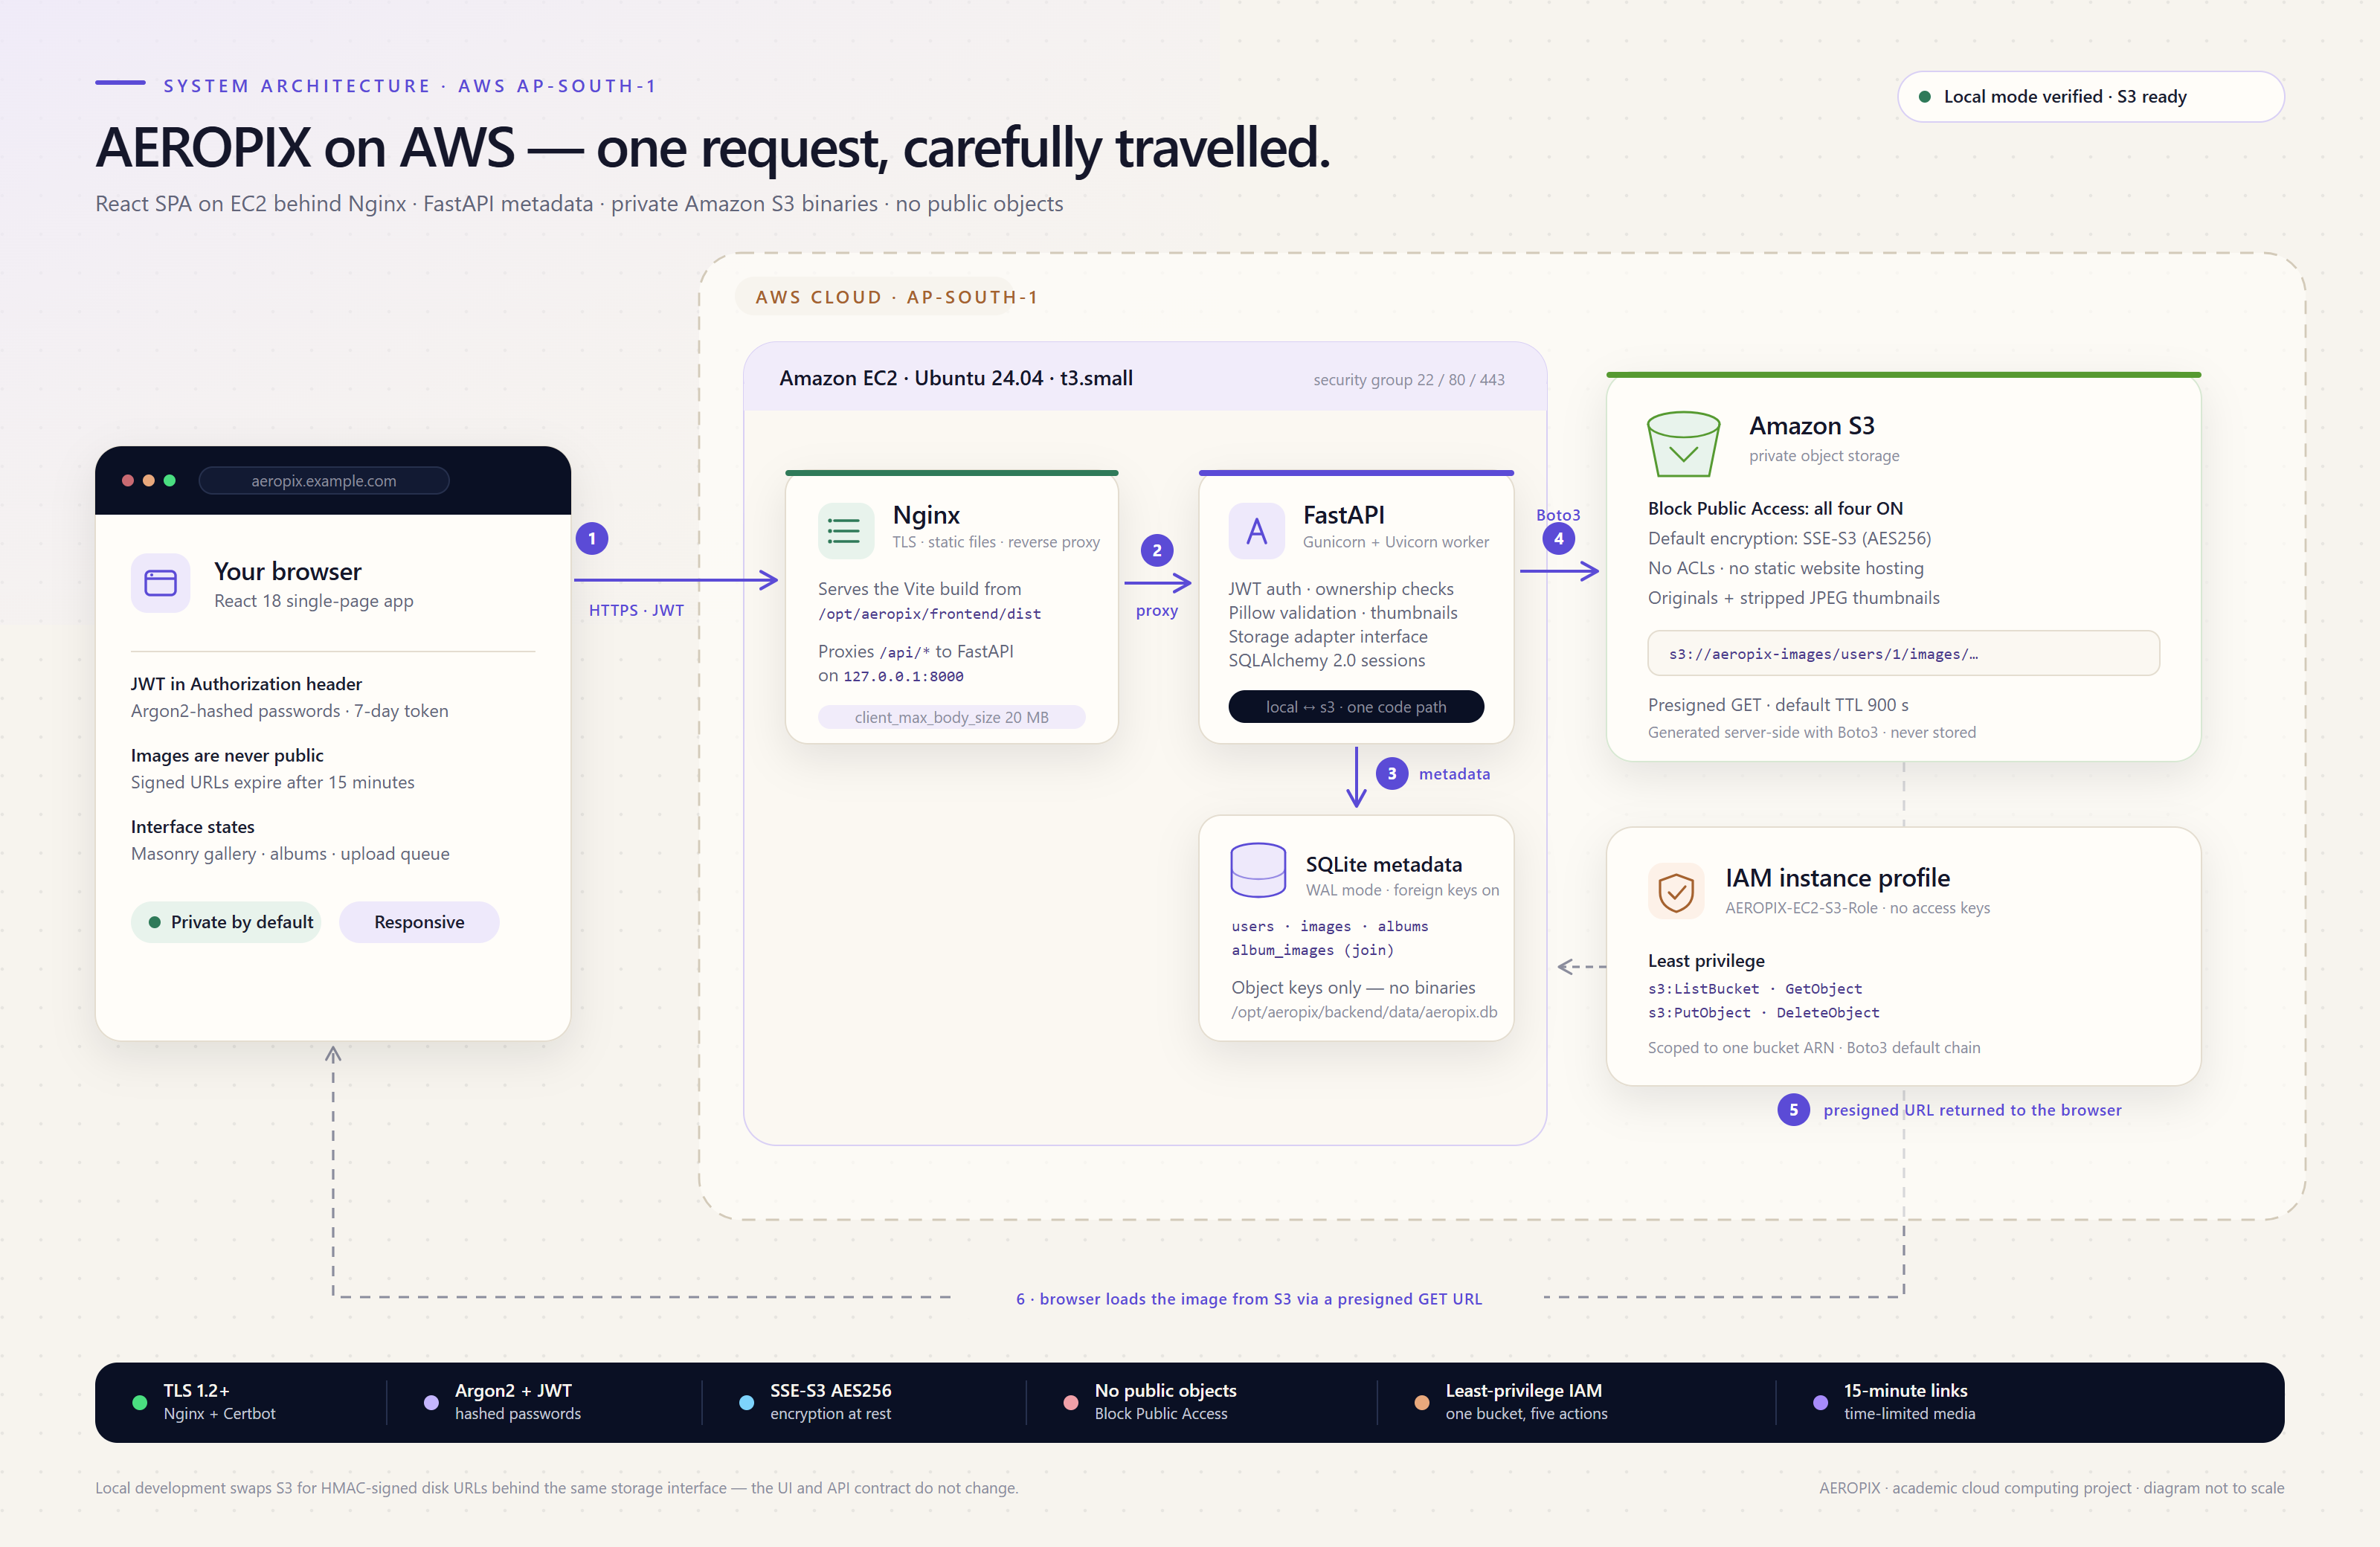 SYSTEM ARCHITECTURE · AWS AP-SOUTH-1
Local mode verified · S3 ready
AEROPIX on AWS — one request, carefully travelled.
React SPA on EC2 behind Nginx · FastAPI metadata · private Amazon S3 binaries · no public objects
AWS CLOUD · AP-SOUTH-1
Amazon EC2 · Ubuntu 24.04 · t3.small
security group 22 / 80 / 443
aeropix.example.com
Your browser
React 18 single-page app
JWT in Authorization header
Argon2-hashed passwords · 7-day token
Images are never public
Signed URLs expire after 15 minutes
Interface states
Masonry gallery · albums · upload queue
Private by default
Responsive
1
HTTPS · JWT
Nginx
TLS · static files · reverse proxy
Serves the Vite build from
/opt/aeropix/frontend/dist
Proxies /api/* to FastAPI
on 127.0.0.1:8000
client_max_body_size 20 MB
2
proxy
FastAPI
Gunicorn + Uvicorn worker
JWT auth · ownership checks
Pillow validation · thumbnails
Storage adapter interface
SQLAlchemy 2.0 sessions
local ↔ s3 · one code path
3
metadata
SQLite metadata
WAL mode · foreign keys on
users · images · albums
album_images (join)
Object keys only — no binaries
/opt/aeropix/backend/data/aeropix.db
Boto3
4
Amazon S3
private object storage
Block Public Access: all four ON
Default encryption: SSE-S3 (AES256)
No ACLs · no static website hosting
Originals + stripped JPEG thumbnails
s3://aeropix-images/users/1/images/…
Presigned GET · default TTL 900 s
Generated server-side with Boto3 · never stored
IAM instance profile
AEROPIX-EC2-S3-Role · no access keys
Least privilege
s3:ListBucket · GetObject
s3:PutObject · DeleteObject
Scoped to one bucket ARN · Boto3 default chain
5
presigned URL returned to the browser
6 · browser loads the image from S3 via a presigned GET URL
TLS 1.2+
Nginx + Certbot
Argon2 + JWT
hashed passwords
SSE-S3 AES256
encryption at rest
No public objects
Block Public Access
Least-privilege IAM
one bucket, five actions
15-minute links
time-limited media
Local development swaps S3 for HMAC-signed disk URLs behind the same storage interface — the UI and API contract do not change.
AEROPIX · academic cloud computing project · diagram not to scale